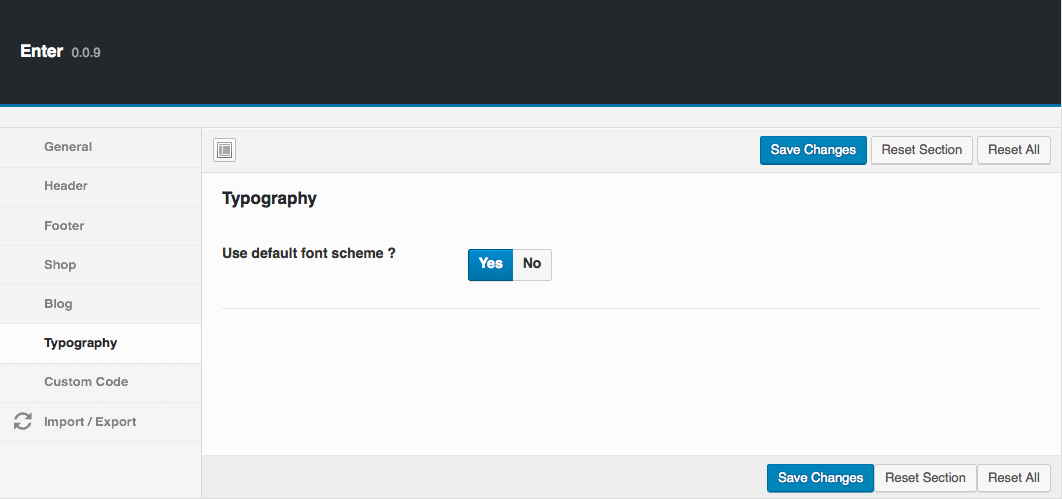 Enter 0.0.9
General
Header
Footer
Shop
Blog
Typography
Custom Code
Import / Export
Save Changes Reset Section Reset All
Typography
Use default font scheme ? Yes No
Save Changes Reset Section Reset All